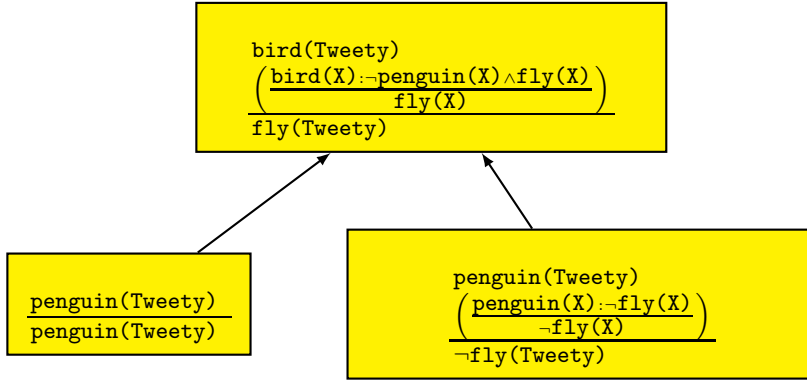 bird(Tweety)
(bird(X):¬penguin(X)∧fly(X)
fly(X))
fly(Tweety)
penguin(Tweety)
penguin(Tweety)
penguin(Tweety)
(penguin(X):¬fly(X)
¬fly(X))
¬fly(Tweety)